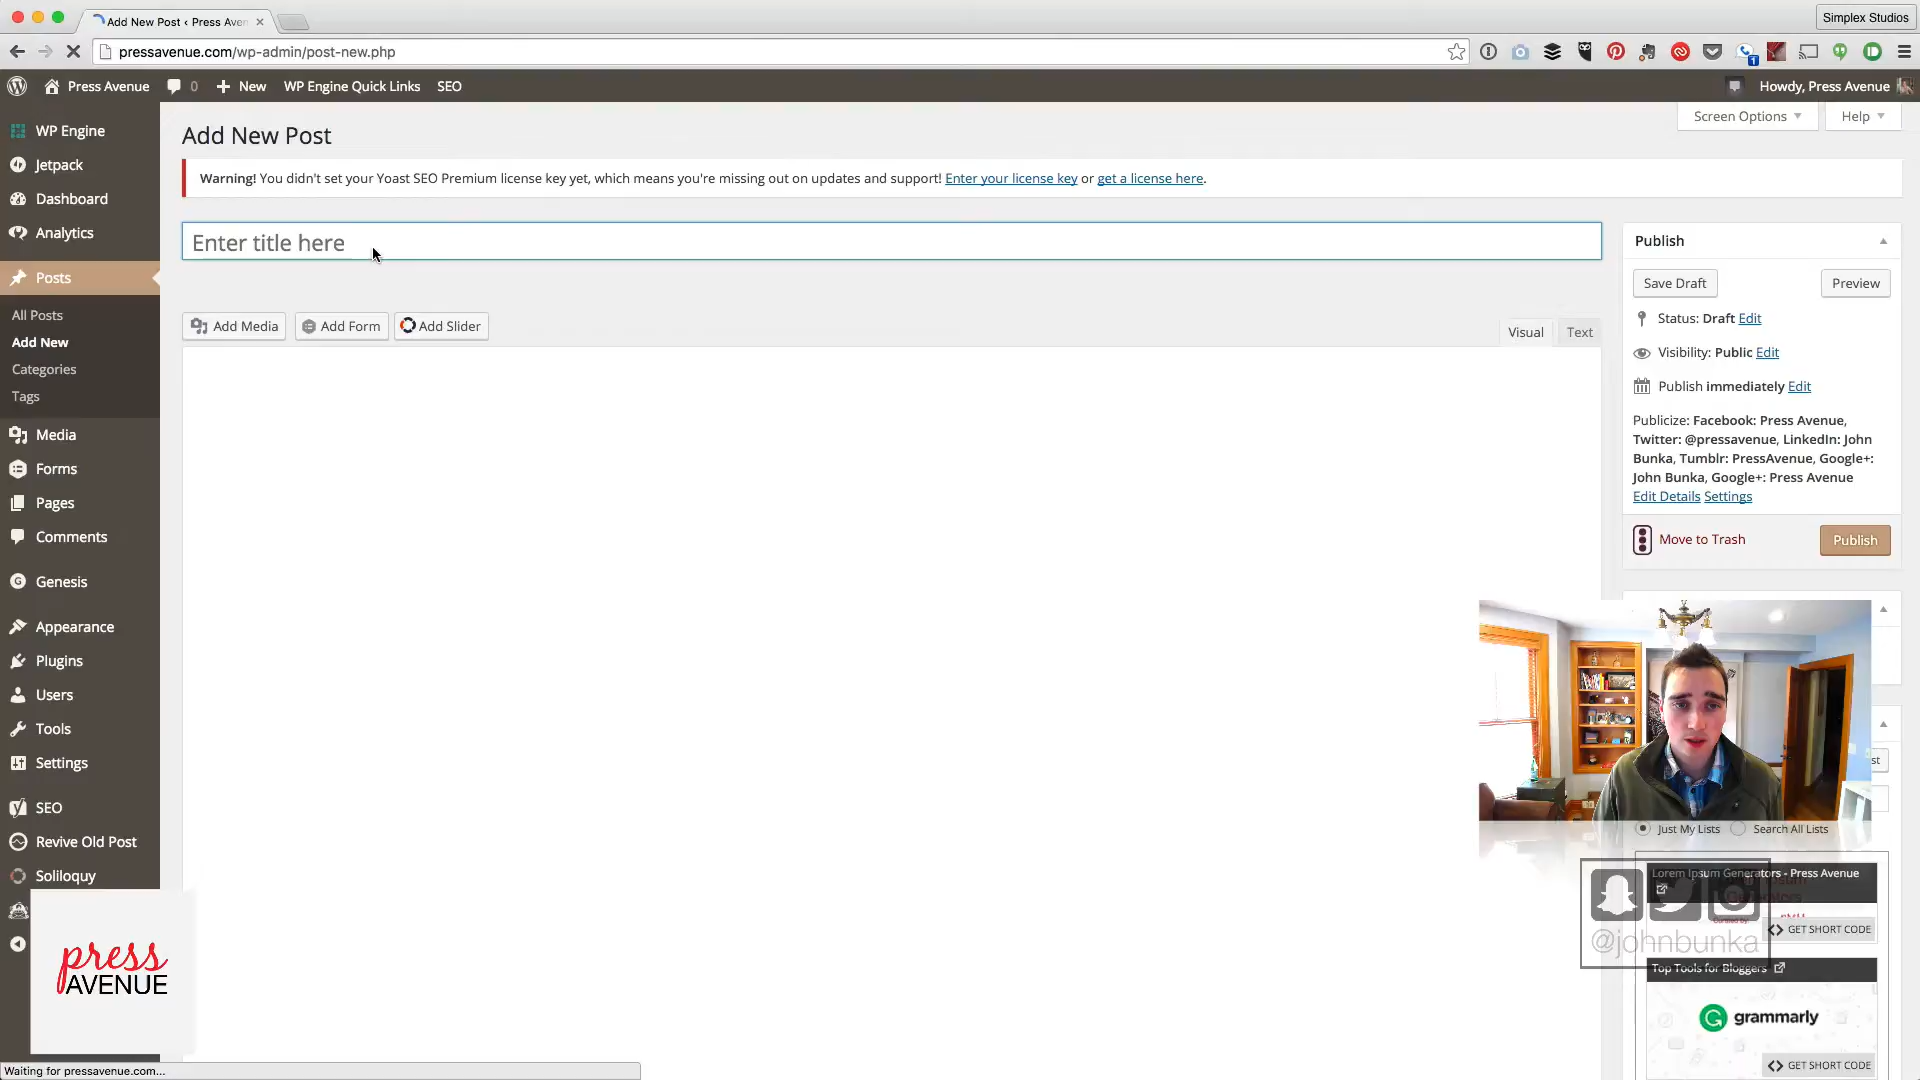 Add New Post ‹ Press Aven
Simplex Studios
pressavenue.com/wp-admin/post-new.php
1
Press Avenue
0
New
WP Engine Quick Links
SEO
Howdy, Press Avenue
WP Engine
Jetpack
Dashboard
Analytics
Posts
All Posts
Add New
Categories
Tags
Media
Forms
Pages
Comments
Genesis
Appearance
Plugins
Users
Tools
Settings
SEO
Revive Old Post
Soliloquy
press
AVENUE
Waiting for pressavenue.com...
Add New Post
Screen Options
Help
Warning! You didn't set your Yoast SEO Premium license key yet, which means you're missing out on updates and support! Enter your license key or get a license here.
Enter title here
Add Media
Add Form
Add Slider
Visual
Text
Publish
Save Draft
Preview
Status: Draft Edit
Visibility: Public Edit
Publish immediately Edit
Publicize: Facebook: Press Avenue,
Twitter: @pressavenue, LinkedIn: John
Bunka, Tumblr: PressAvenue, Google+:
John Bunka, Google+: Press Avenue
Edit Details Settings
Move to Trash
Publish
st
Just My Lists
Search All Lists
Lorem Ipsum Generators - Press Avenue
GET SHORT CODE
@johnbunka
Top Tools for Bloggers
grammarly
GET SHORT CODE